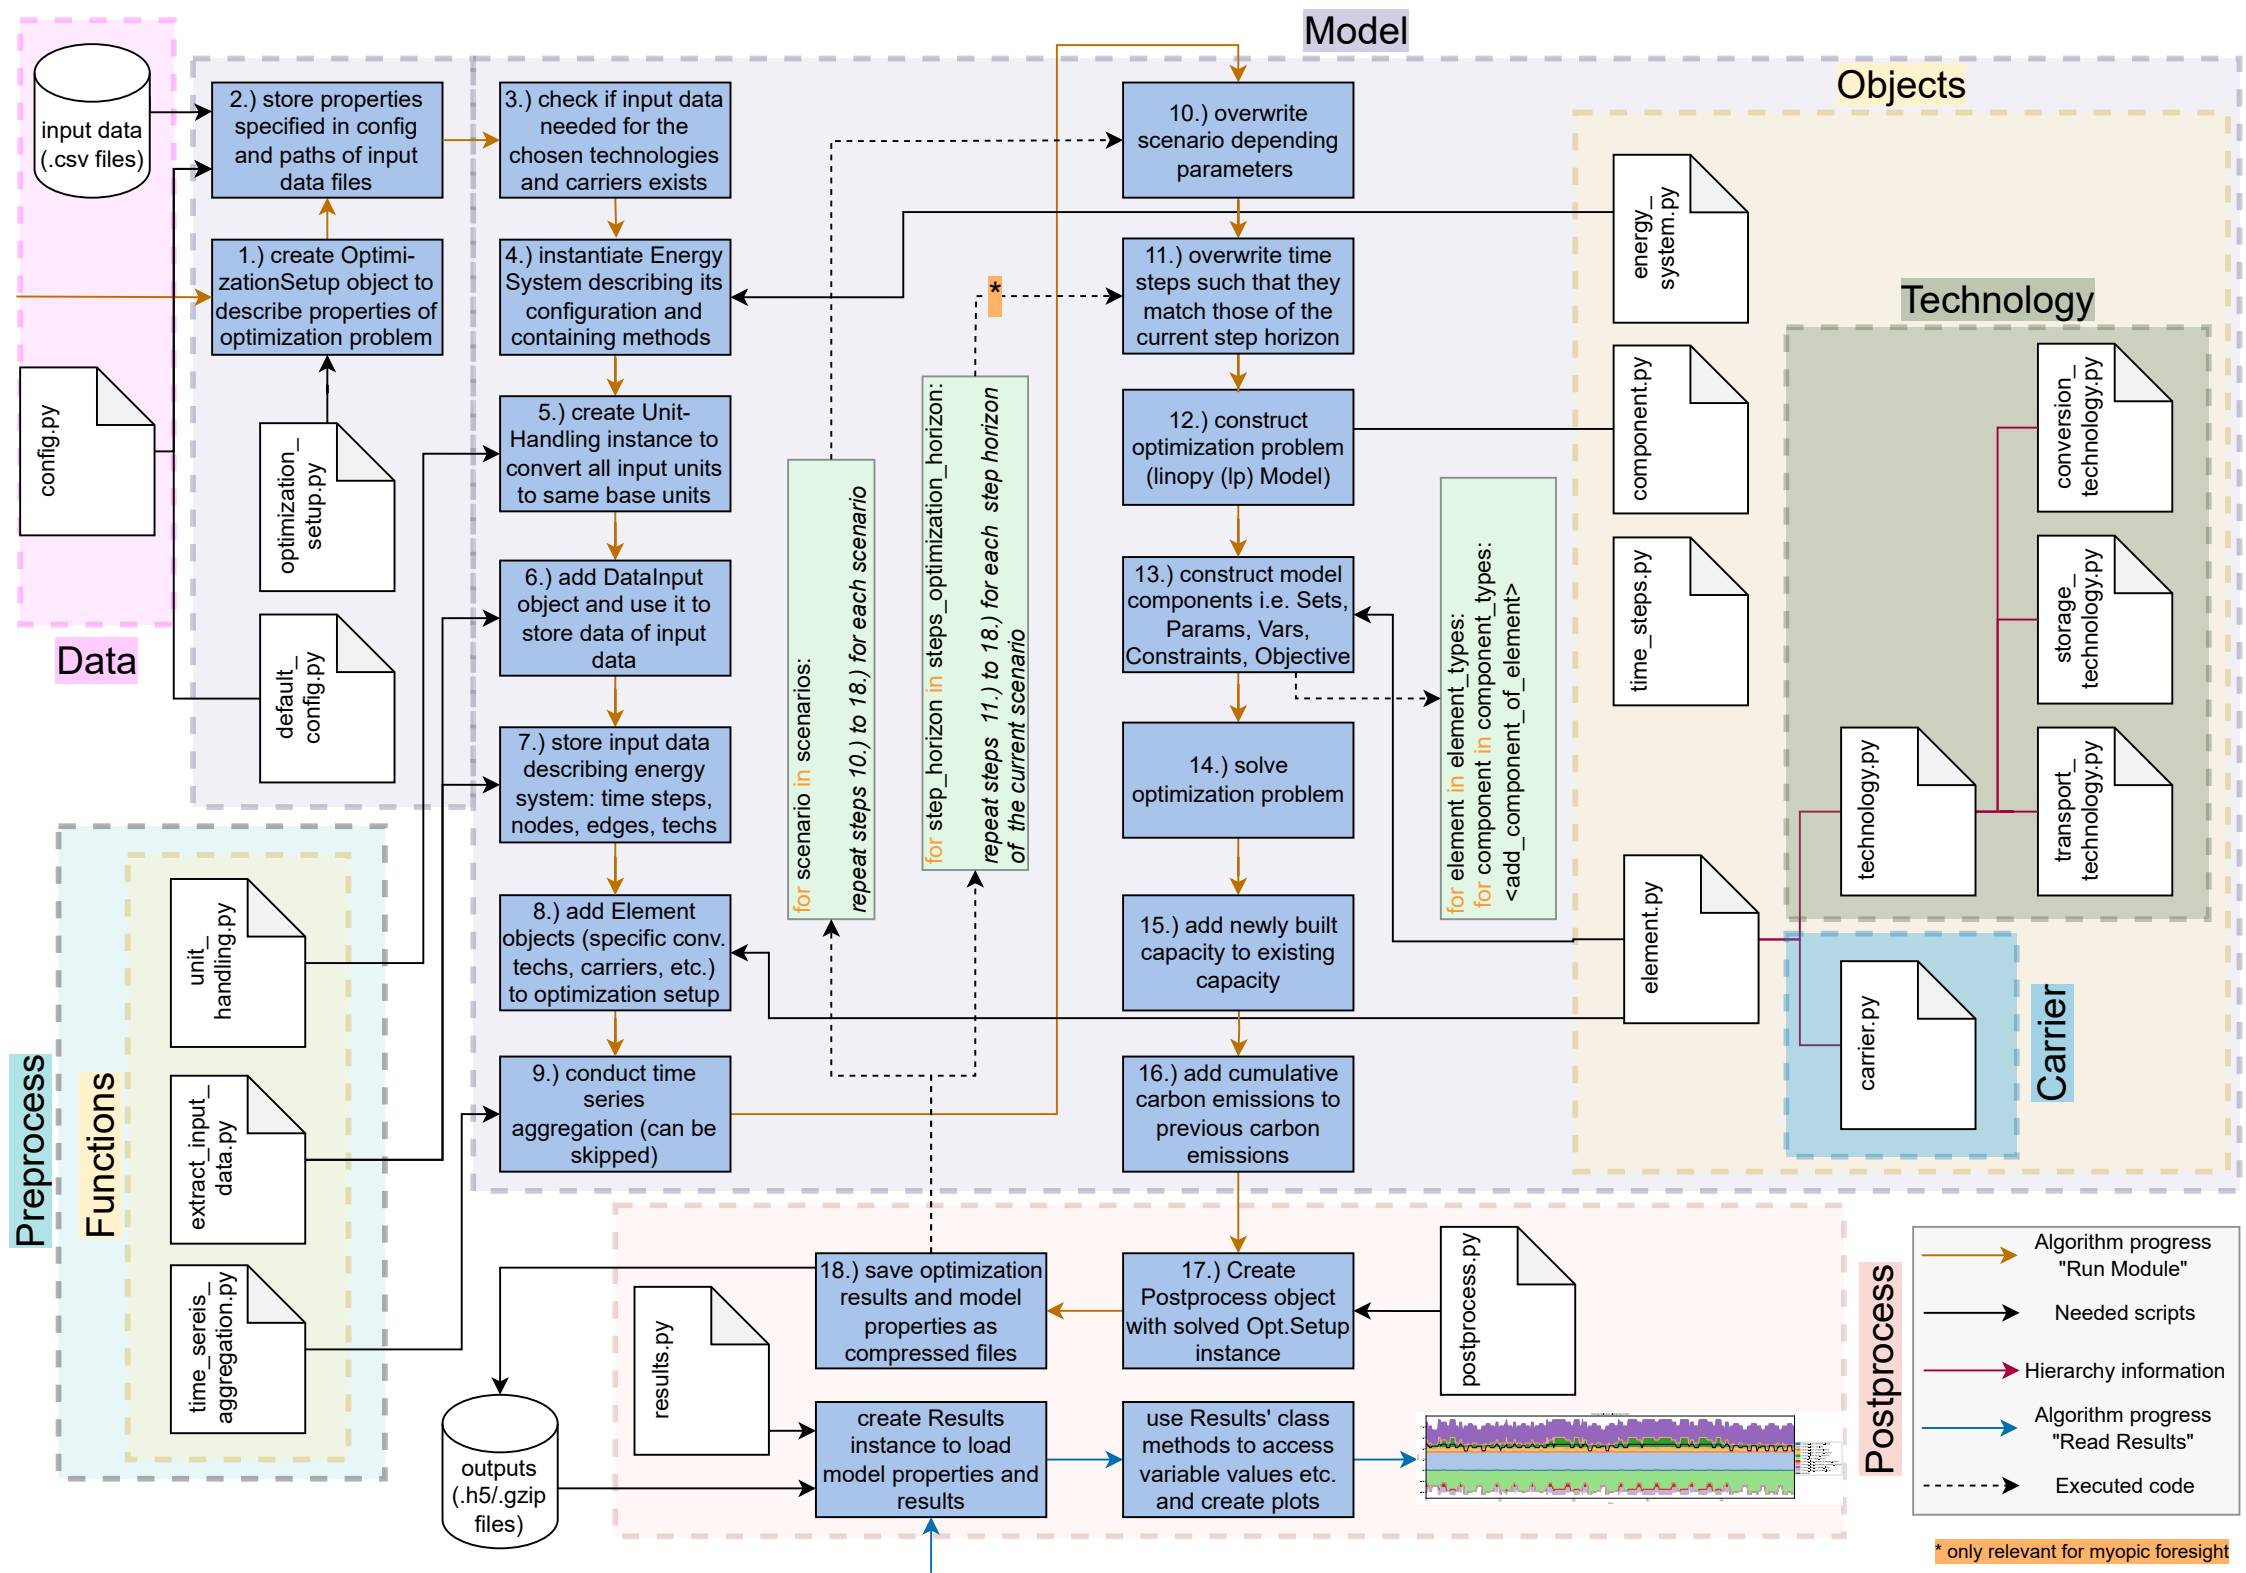 Model
Objects
Technology
Carrier
Data
Preprocess
Functions
Postprocess
input data
(.csv files)
config.py
optimization_
setup.py
default_
config.py
unit_
handling.py
extract_input_
data.py
time_sereis_
aggregation.py
1.) create Optimi-
zationSetup object to
describe properties of
optimization problem
2.) store properties
specified in config
and paths of input
data files
3.) check if input data
needed for the
chosen technologies
and carriers exists
4.) instantiate Energy
System describing its
configuration and
containing methods
5.) create Unit-
Handling instance to
convert all input units
to same base units
6.) add DataInput
object and use it to
store data of input
data
7.) store input data
describing energy
system: time steps,
nodes, edges, techs
8.) add Element
objects (specific conv.
techs, carriers, etc.)
to optimization setup
9.) conduct time
series
aggregation (can be
skipped)
for scenario in scenarios:
repeat steps 10.) to 18.) for each scenario
for step_horizon in steps_optimization_horizon:
repeat steps 11.) to 18.) for each step horizon
of the current scenario
*
10.) overwrite
scenario depending
parameters
11.) overwrite time
steps such that they
match those of the
current step horizon
12.) construct
optimization problem
(linopy (lp) Model)
13.) construct model
components i.e. Sets,
Params, Vars,
Constraints, Objective
14.) solve
optimization problem
15.) add newly built
capacity to existing
capacity
16.) add cumulative
carbon emissions to
previous carbon
emissions
17.) Create
Postprocess object
with solved Opt.Setup
instance
18.) save optimization
results and model
properties as
compressed files
for element in element_types:
for component in component_types:
<add_component_of_element>
energy_
system.py
component.py
time_steps.py
element.py
technology.py
conversion_
technology.py
storage_
technology.py
transport_
technology.py
carrier.py
results.py
postprocess.py
outputs
(.h5/.gzip
files)
create Results
instance to load
model properties and
results
use Results' class
methods to access
variable values etc.
and create plots
Algorithm progress
"Run Module"
Needed scripts
Hierarchy information
Algorithm progress
"Read Results"
Executed code
* only relevant for myopic foresight